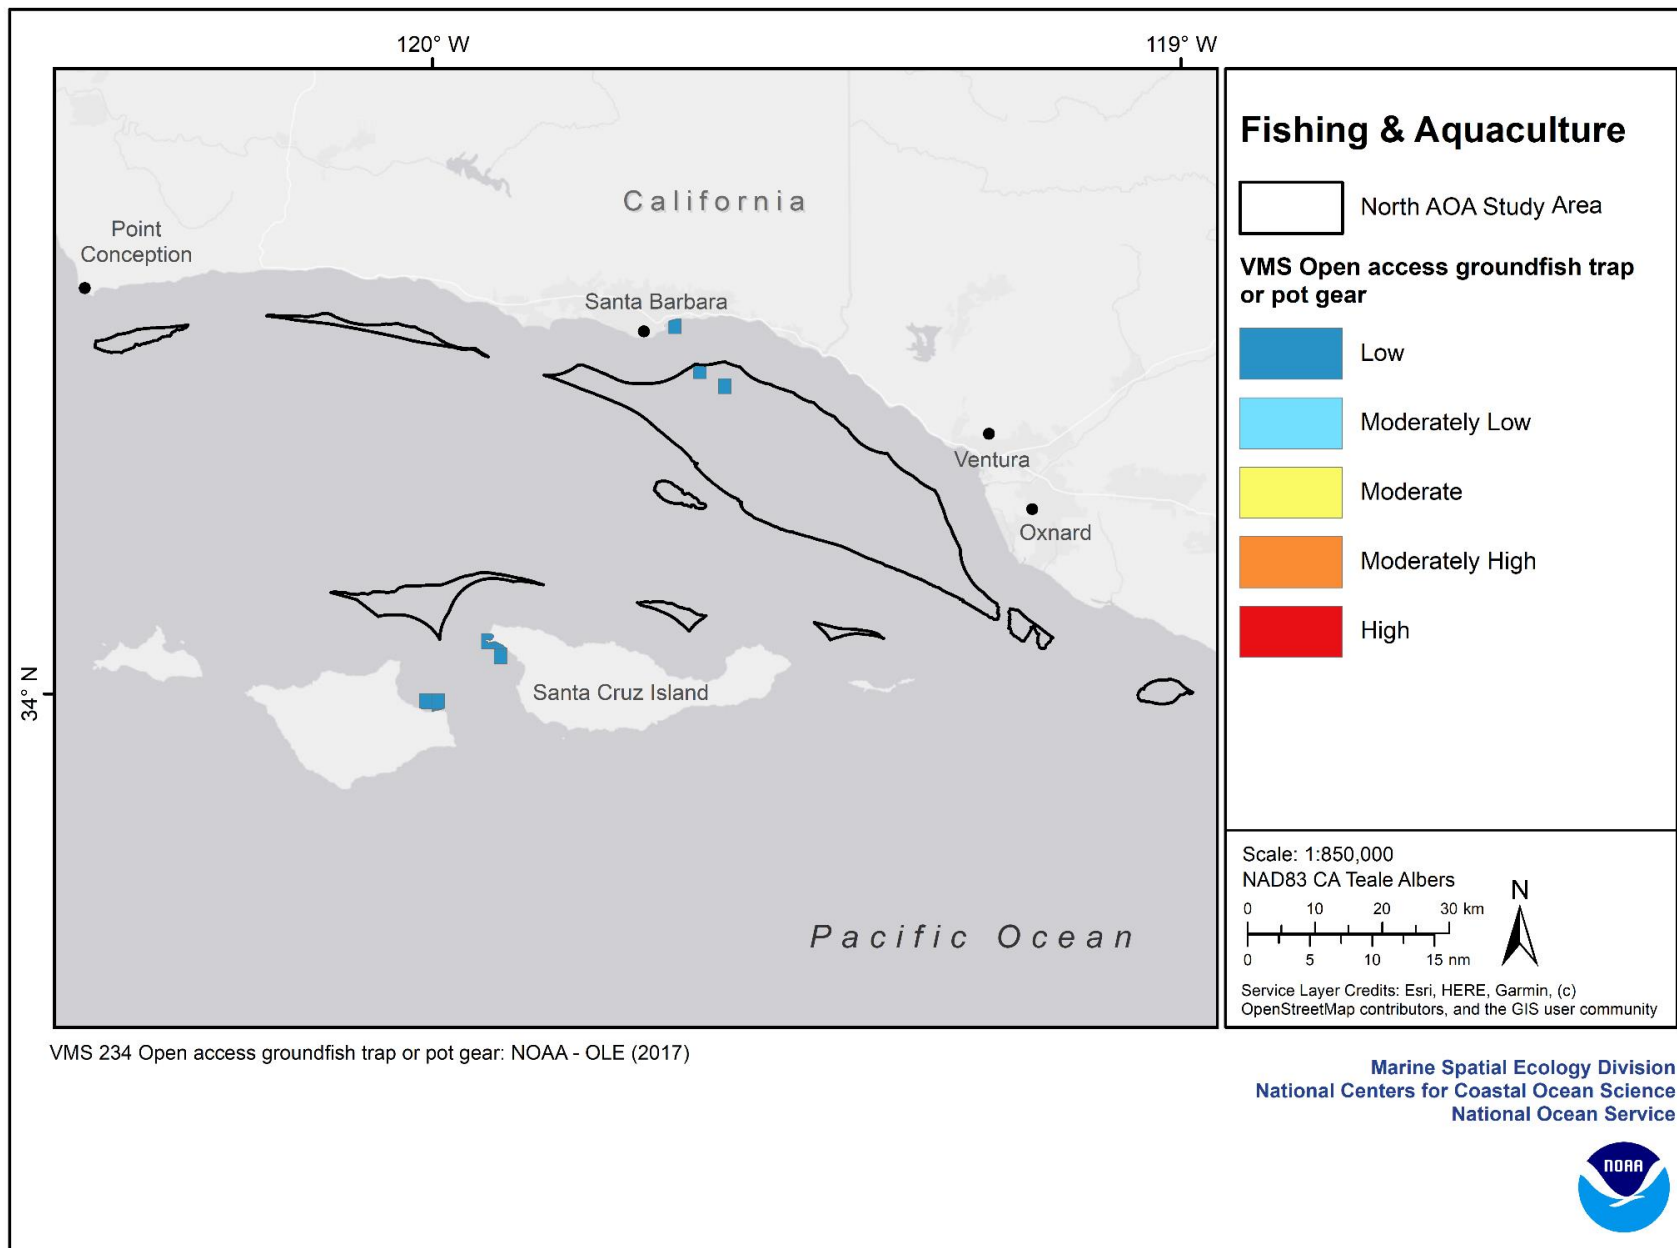 120° W
119° W
Point
Conception
California
Santa Barbara
Ventura
Oxnard
34° N
Santa Cruz Island
Pacific Ocean
Fishing & Aquaculture
North AOA Study Area
VMS Open access groundfish trap
or pot gear
Low
Moderately Low
Moderate
Moderately High
High
Scale: 1:850,000
NAD83 CA Teale Albers
0 10 20 30 km
0 5 10 15 nm
N
Service Layer Credits: Esri, HERE, Garmin, (c)
OpenStreetMap contributors, and the GIS user community
VMS 234 Open access groundfish trap or pot gear: NOAA - OLE (2017)
Marine Spatial Ecology Division
National Centers for Coastal Ocean Science
National Ocean Service
NOAA